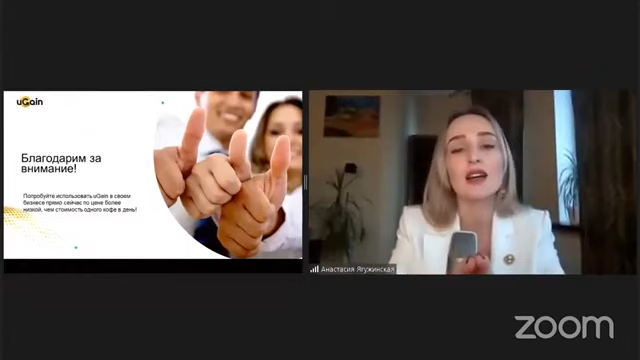 uGain
Благодарим за
внимание!
Попробуйте использовать uGain в своем
бизнесе прямо сейчас по цене более
низкой, чем стоимость одного кофе в день!
Анастасия Ягужинская
zoom